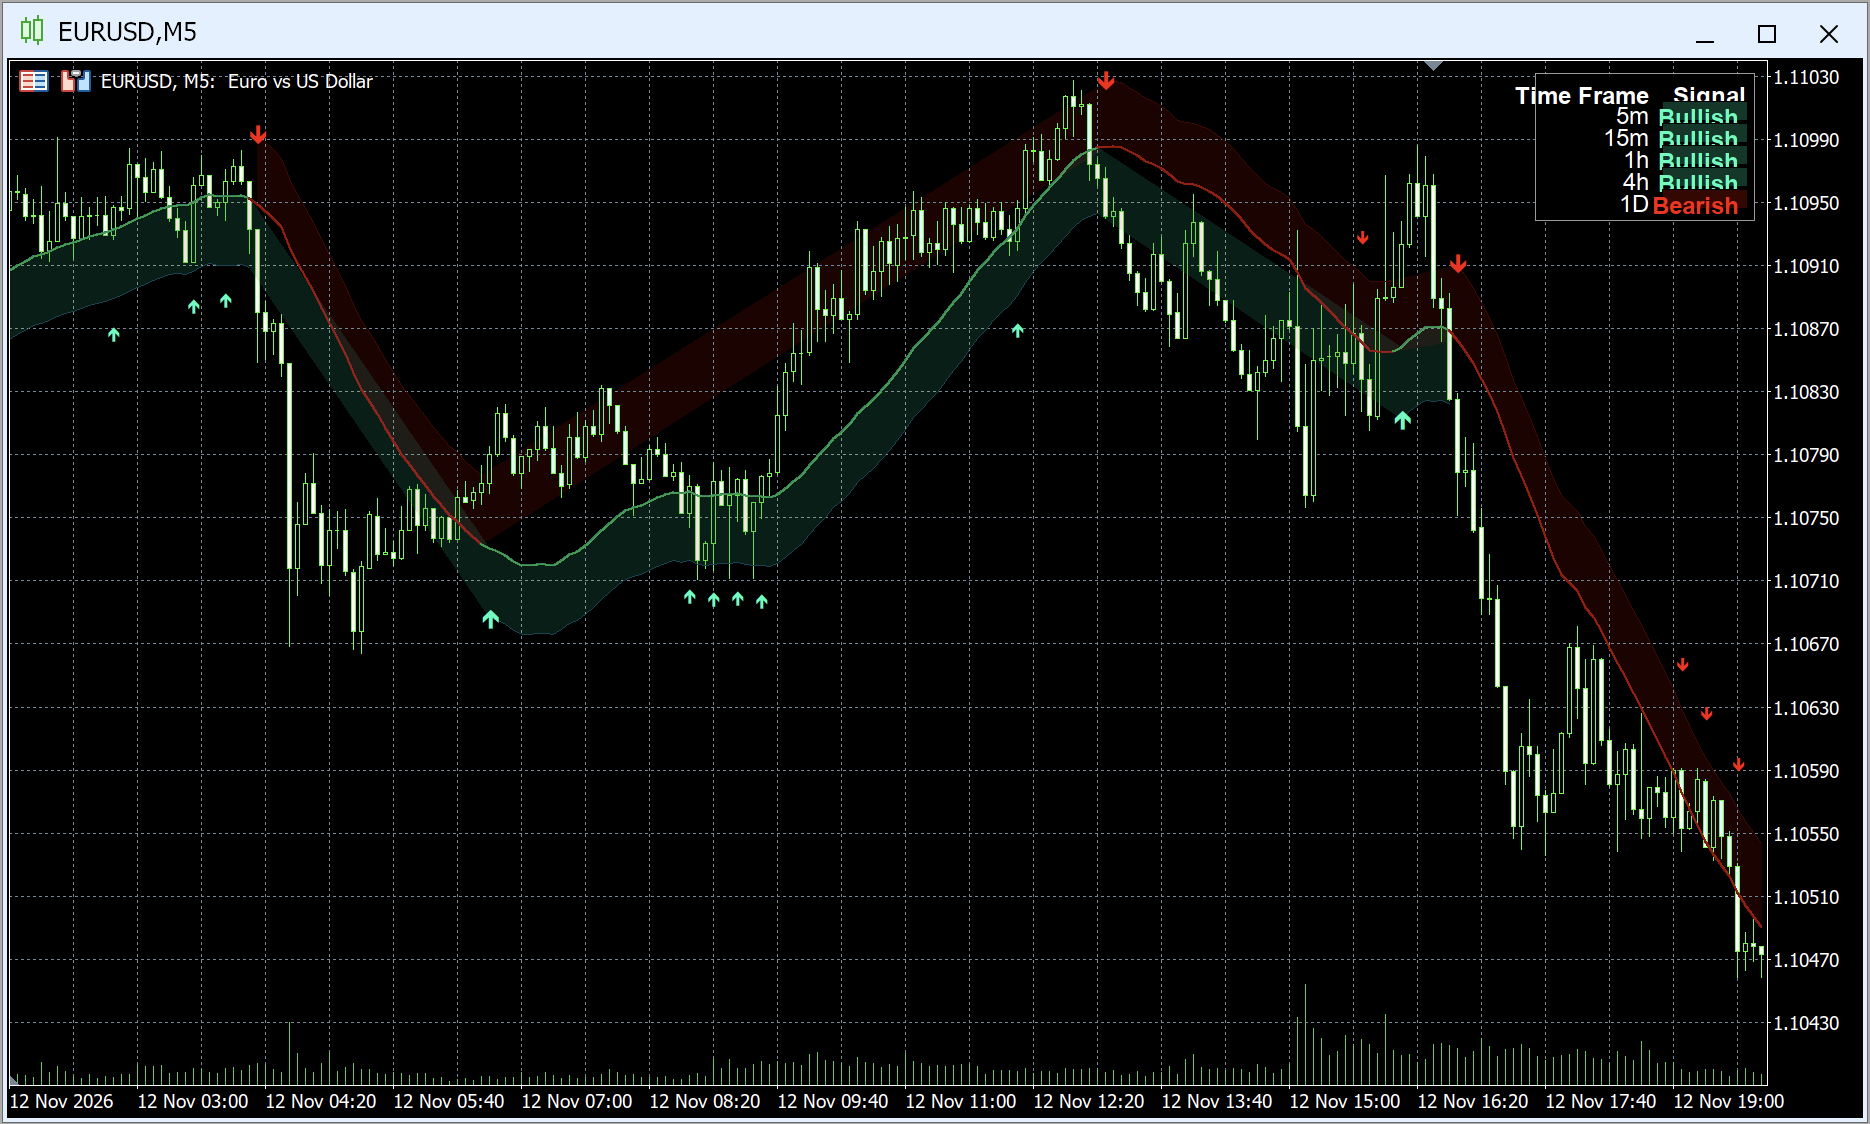 EURUSD,M5
EURUSD, M5: Euro vs US Dollar
Time Frame Signal
5m Bullish
15m Bullish
1h Bullish
4h Bullish
1D Bearish
1.11030
1.10990
1.10950
1.10910
1.10870
1.10830
1.10790
1.10750
1.10710
1.10670
1.10630
1.10590
1.10550
1.10510
1.10470
1.10430
12 Nov 2026 12 Nov 03:00 12 Nov 04:20 12 Nov 05:40 12 Nov 07:00 12 Nov 08:20 12 Nov 09:40 12 Nov 11:00 12 Nov 12:20 12 Nov 13:40 12 Nov 15:00 12 Nov 16:20 12 Nov 17:40 12 Nov 19:00